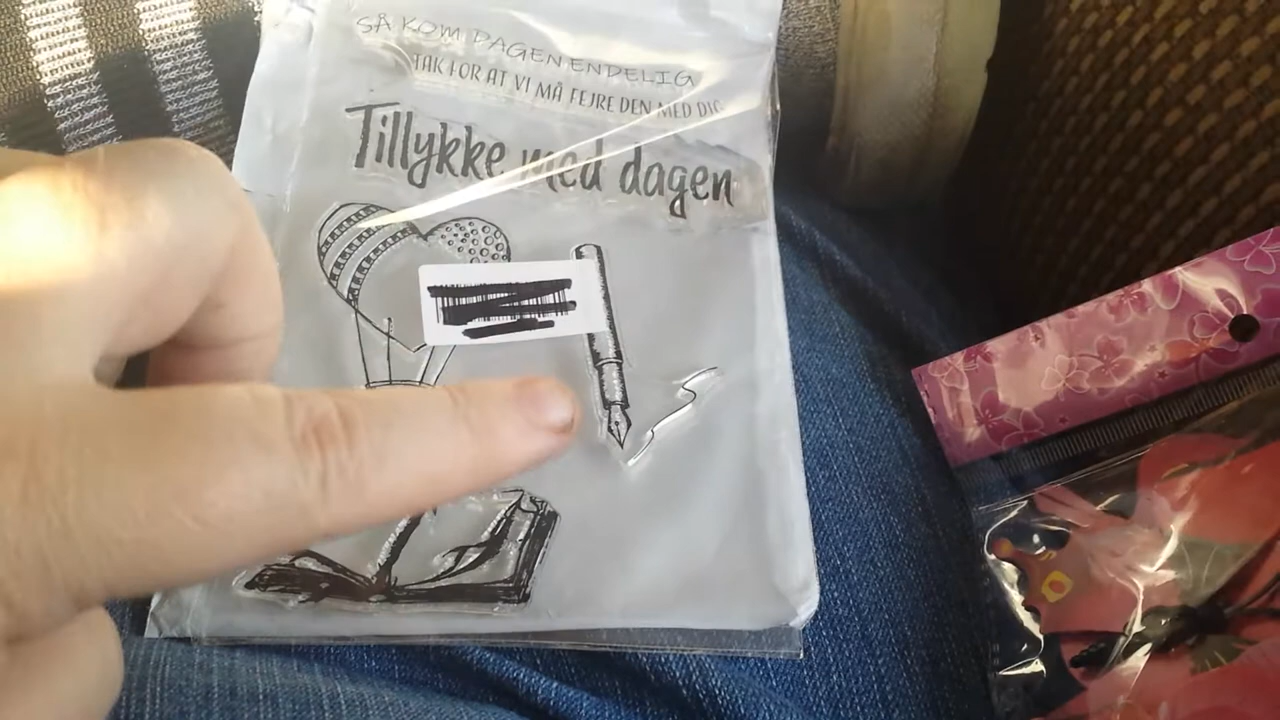 SÅ KOM DAGEN ENDELIG
TAK FOR AT VI MÅ FEJRE DEN MED DIG
Tillykke med dagen